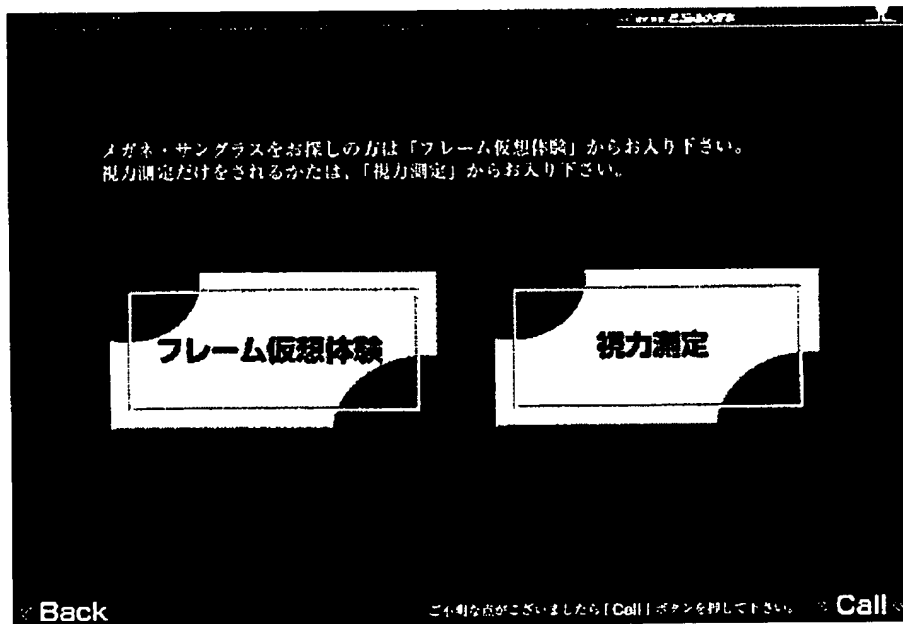 メガネ・サングラスをお探しの方は「フレーム仮想体験」からお入り下さい。
視力測定だけをされるかたは、「視力測定」からお入り下さい。
フレーム仮想体験
視力測定
Back
ご不明な点がございましたら「Call」ボタンを押して下さい。
Call